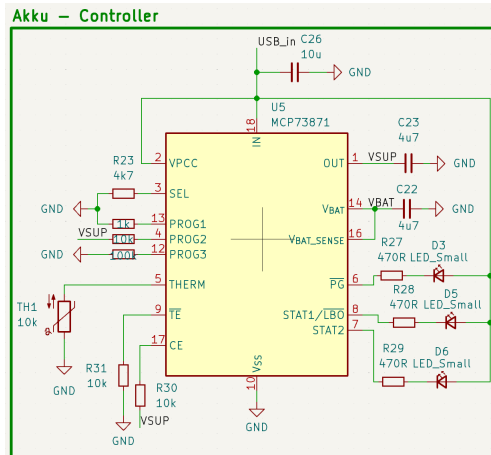 Akku – Controller
USB_in
C26
10u
GND
U5
MCP73871
18
IN
R23
4k7
2
VPCC
3
SEL
GND
1k
13
PROG1
VSUP
10k
4
PROG2
GND
100k
12
PROG3
5
THERM
TH1
10k
9
TE
17
CE
GND
R31
10k
R30
10k
GND
VSUP
Vss
10
GND
OUT
1
VSUP
C23
4u7
GND
VBAT
14
VBAT
C22
4u7
GND
VBAT_SENSE
16
R27
470R
D3
LED_Small
PG
6
R28
470R
D5
LED_Small
STAT1/LBO
8
STAT2
7
R29
470R
D6
LED_Small